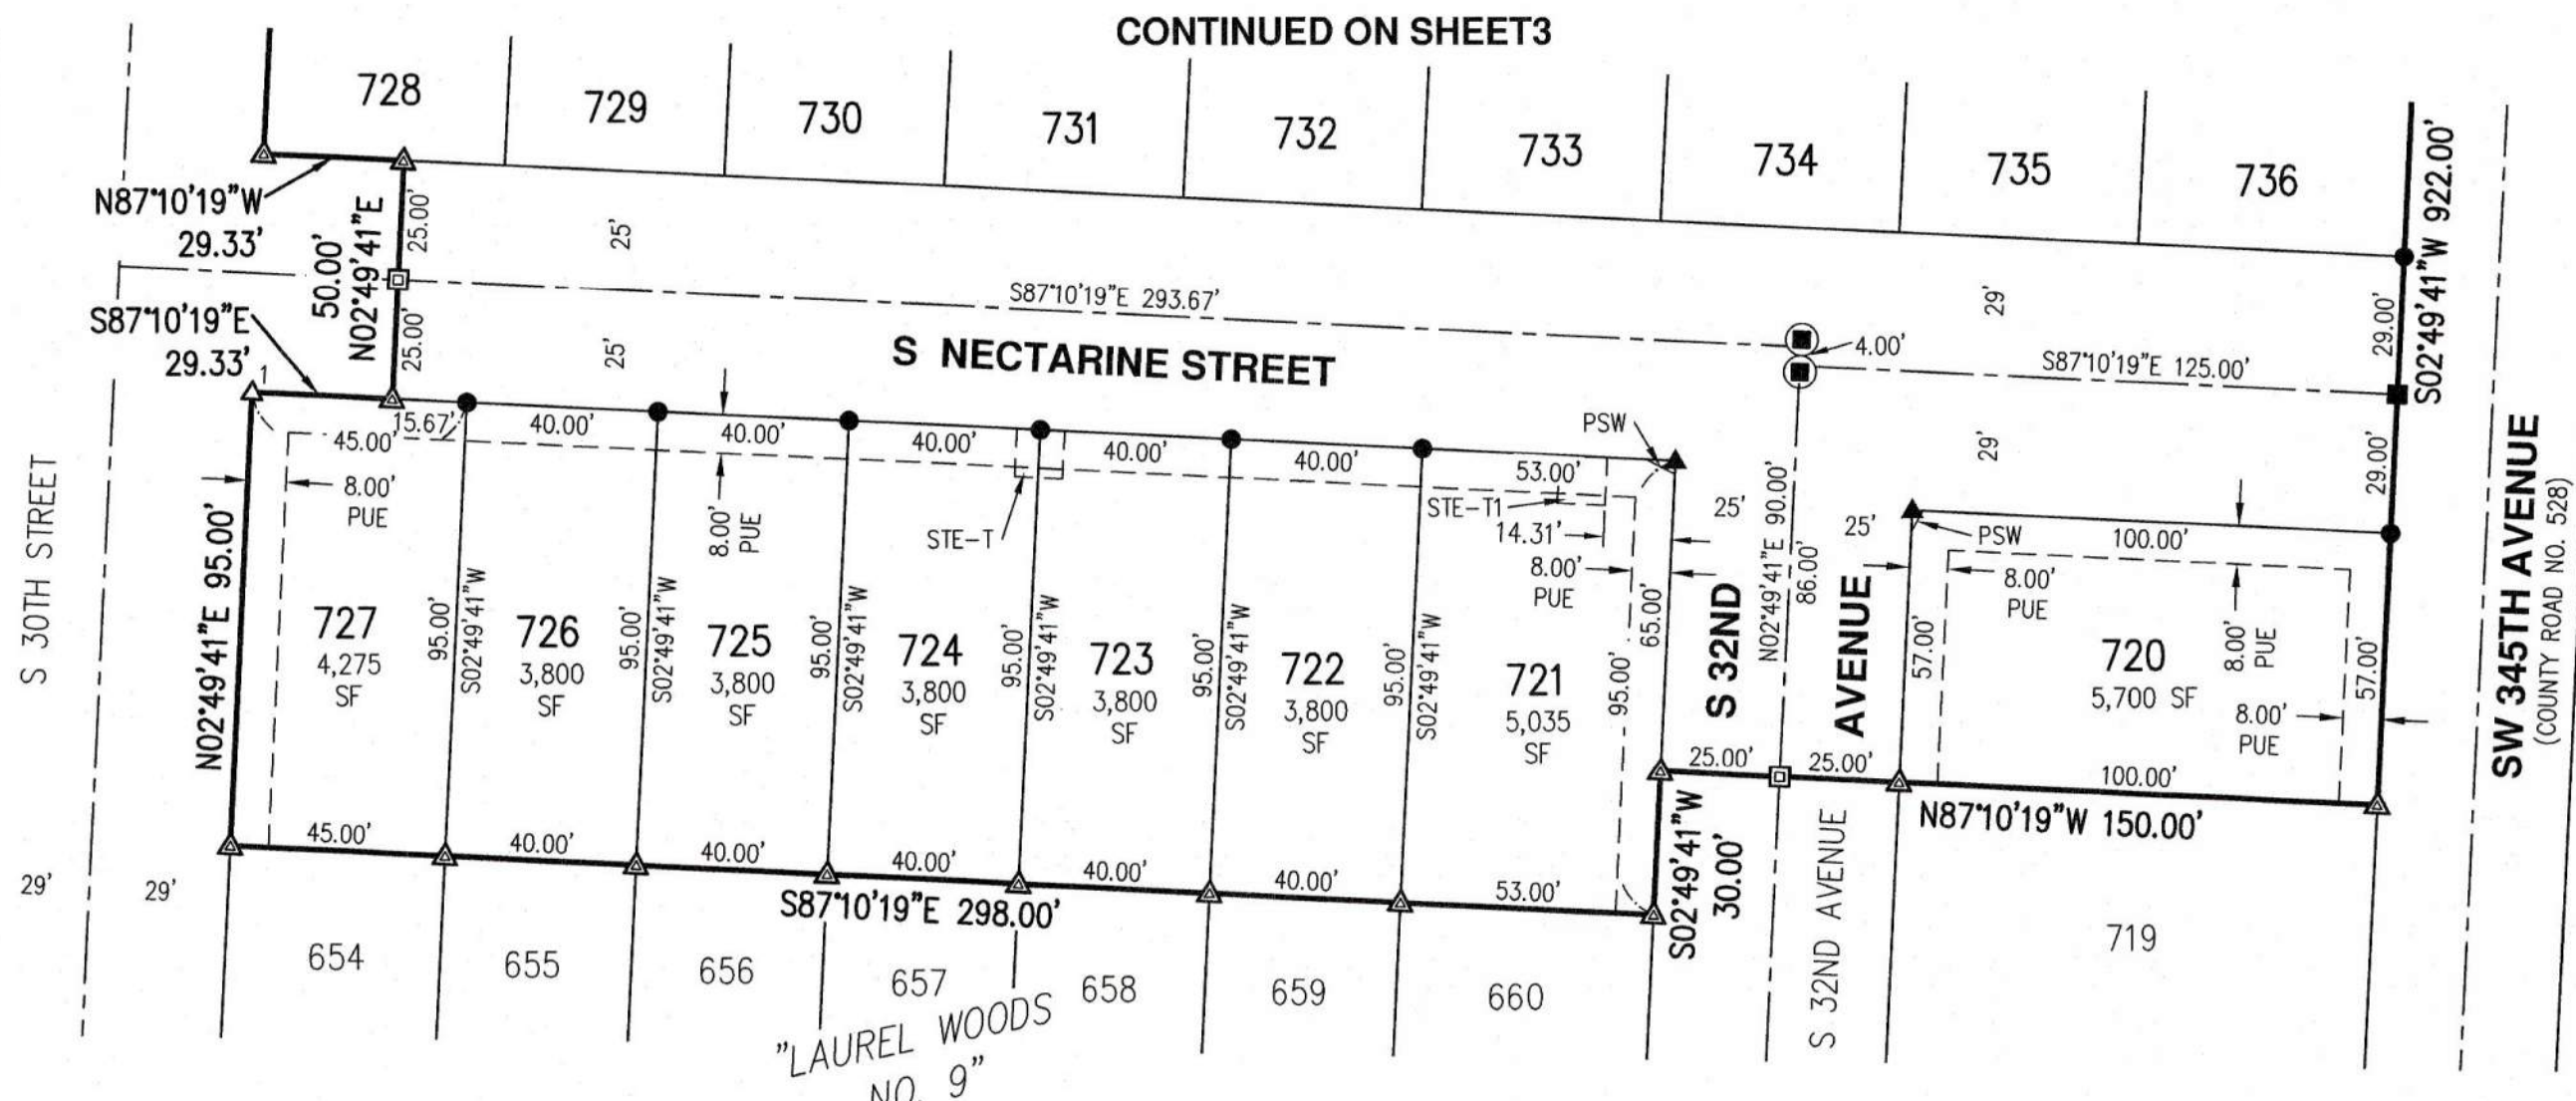 CONTINUED ON SHEET3
728
729
730
731
732
733
734
735
736
N87°10'19"W
29.33'
50.00'
N02°49'41"E
25.00'
25.00'
S87°10'19"E
29.33'
1
25'
25'
S87°10'19"E 293.67'
S NECTARINE STREET
4.00'
29'
S87°10'19"E 125.00'
29'
29.00'
29.00'
S02°49'41"W 922.00'
SW 345TH AVENUE
(COUNTY ROAD NO. 528)
S 30TH STREET
29'
29'
N02°49'41"E 95.00'
15.67'
45.00'
40.00'
40.00'
40.00'
40.00'
40.00'
53.00'
8.00'
PUE
8.00'
PUE
STE-T
STE-T1
14.31'
8.00'
PUE
PSW
25'
25'
PSW
727
4,275
SF
95.00'
S02°49'41"W
726
3,800
SF
95.00'
S02°49'41"W
725
3,800
SF
95.00'
S02°49'41"W
724
3,800
SF
95.00'
S02°49'41"W
723
3,800
SF
95.00'
S02°49'41"W
722
3,800
SF
95.00'
S02°49'41"W
721
5,035
SF
95.00'
65.00'
S 32ND
AVENUE
N02°49'41"E 90.00'
86.00'
57.00'
100.00'
8.00'
PUE
720
5,700 SF
8.00'
PUE
8.00'
PUE
57.00'
25.00'
25.00'
100.00'
N87°10'19"W 150.00'
S02°49'41"W
30.00'
S 32ND AVENUE
45.00'
40.00'
40.00'
40.00'
40.00'
40.00'
53.00'
S87°10'19"E 298.00'
654
655
656
657
658
659
660
719
"LAUREL WOODS
NO. 9"